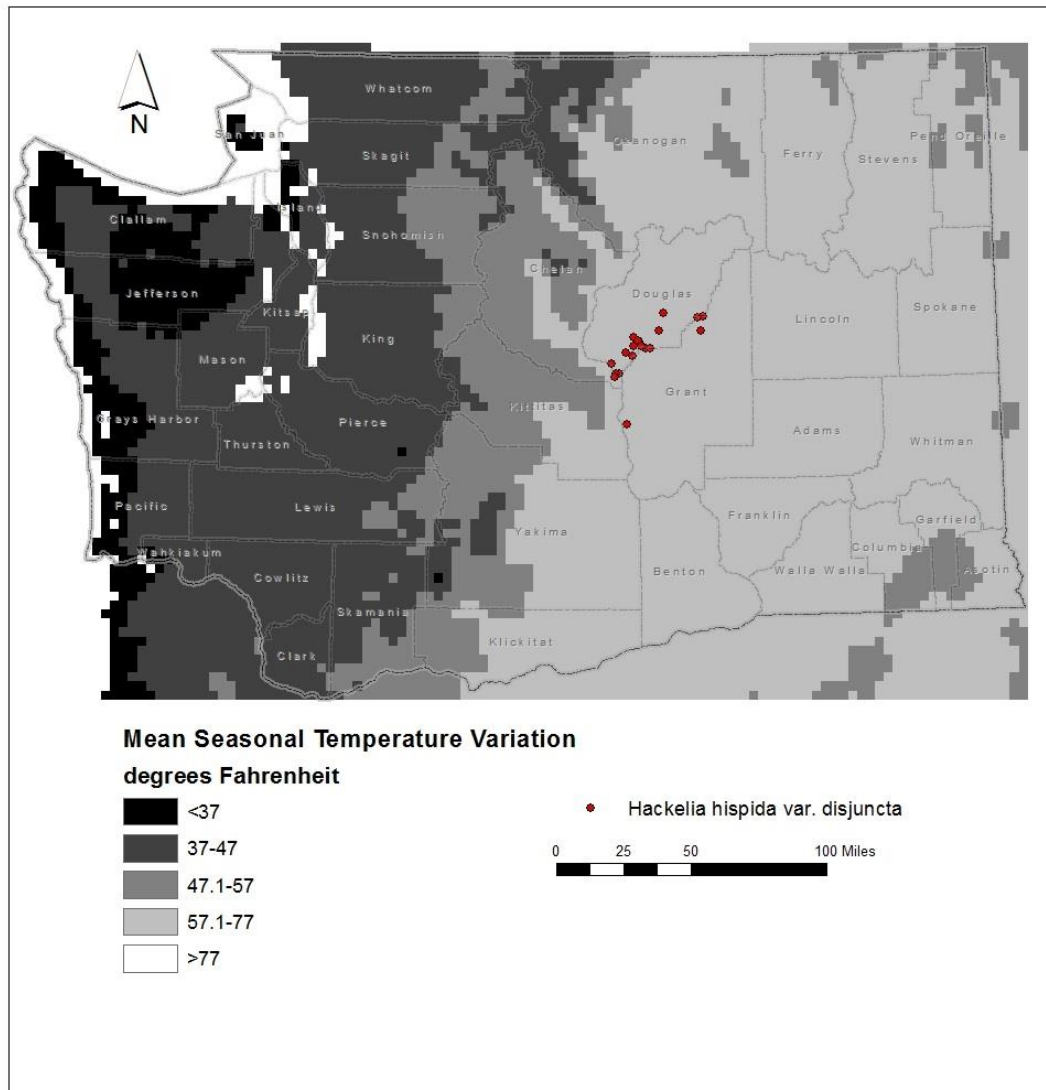 N
Whatcom
San Juan
Skagit
Okanogan
Ferry
Stevens
Pend Oreille
Island
Clallam
Snohomish
Chelan
Jefferson
Kitsap
Douglas
Lincoln
Spokane
King
Mason
Grant
Grays Harbor
Pierce
Kittitas
Adams
Whitman
Thurston
Pacific
Lewis
Yakima
Franklin
Garfield
Wahkiakum
Columbia
Cowlitz
Benton
Walla Walla
Asotin
Skamania
Klickitat
Clark
Mean Seasonal Temperature Variation
degrees Fahrenheit
<37
37-47
47.1-57
57.1-77
>77
Hackelia hispida var. disjuncta
0 25 50 100 Miles